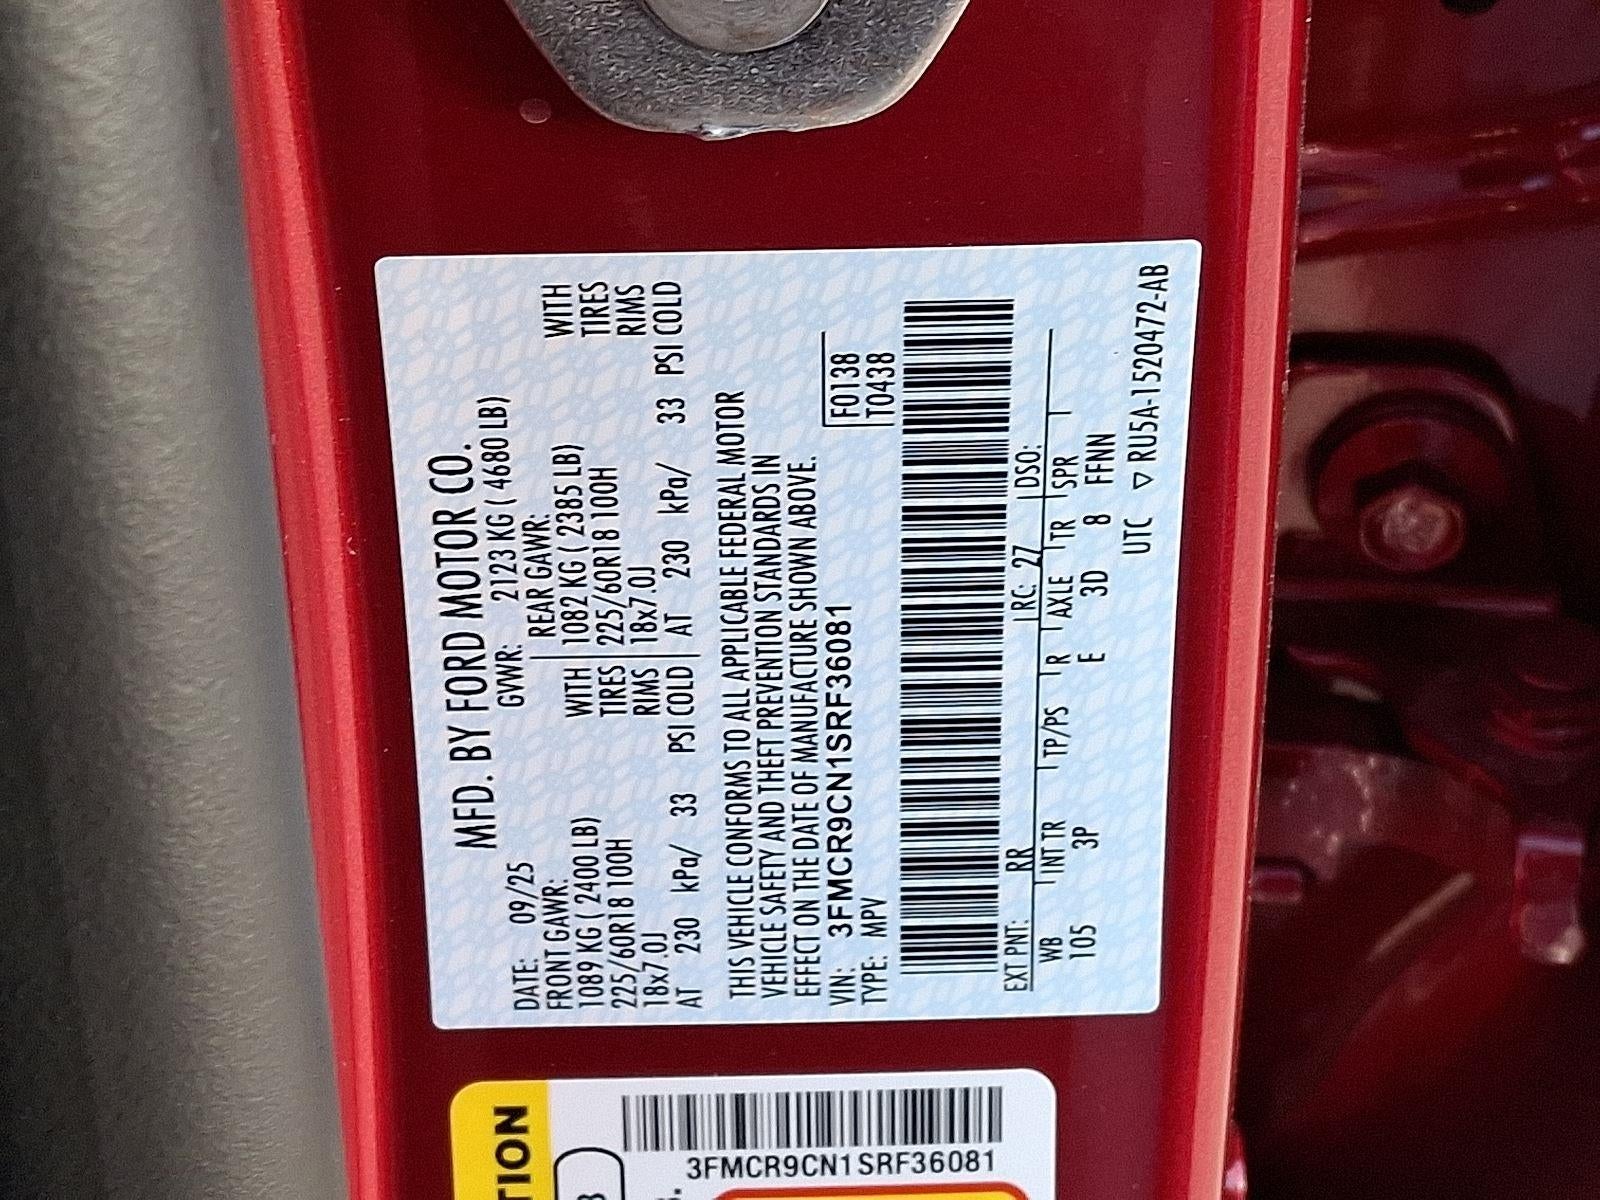 MFD. BY FORD MOTOR CO.
DATE: 09/25 GVWR: 2123 KG ( 4680 LB)
FRONT GAWR: REAR GAWR:
1089 KG ( 2400 LB) WITH 1082 KG ( 2385 LB) WITH
225/60R18 100H TIRES 225/60R18 100H TIRES
18x7.0J RIMS 18x7.0J RIMS
AT 230 kPa/ 33 PSI COLD AT 230 kPa/ 33 PSI COLD
THIS VEHICLE CONFORMS TO ALL APPLICABLE FEDERAL MOTOR
VEHICLE SAFETY AND THEFT PREVENTION STANDARDS IN
EFFECT ON THE DATE OF MANUFACTURE SHOWN ABOVE.
VIN: 3FMCR9CN1SRF36081 F0138
TYPE: MPV T0438
EXT PNT: RR RC: 27 DSO:
WB INT TR TP/PS R AXLE TR SPR
105 3P E 3D 8 FFNN
UTC ▽ RU5A-1520472-AB
TION
3FMCR9CN1SRF36081